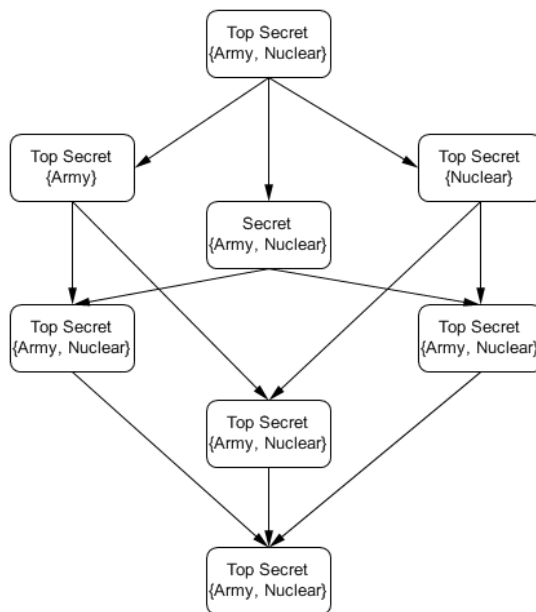 Top Secret
{Army, Nuclear}
Top Secret
{Army}
Top Secret
{Nuclear}
Secret
{Army, Nuclear}
Top Secret
{Army, Nuclear}
Top Secret
{Army, Nuclear}
Top Secret
{Army, Nuclear}
Top Secret
{Army, Nuclear}